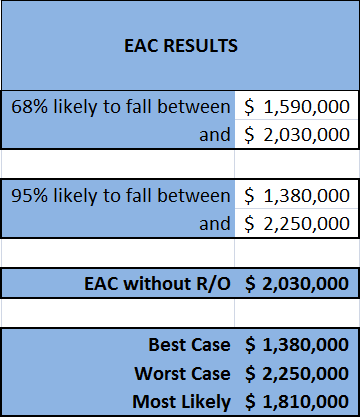 EAC RESULTS
68% likely to fall between $ 1,590,000
and $ 2,030,000
95% likely to fall between $ 1,380,000
and $ 2,250,000
EAC without R/O $ 2,030,000
Best Case $ 1,380,000
Worst Case $ 2,250,000
Most Likely $ 1,810,000